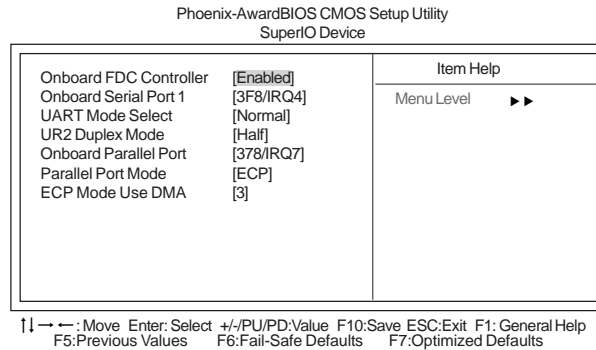 Phoenix-AwardBIOS CMOS Setup Utility
SuperIO Device
Onboard FDC Controller [Enabled]
Onboard Serial Port 1 [3F8/IRQ4]
UART Mode Select [Normal]
UR2 Duplex Mode [Half]
Onboard Parallel Port [378/IRQ7]
Parallel Port Mode [ECP]
ECP Mode Use DMA [3]
Item Help
Menu Level ►►
↑↓→←: Move Enter: Select +/-/PU/PD:Value F10:Save ESC:Exit F1: General Help
F5:Previous Values F6:Fail-Safe Defaults F7:Optimized Defaults